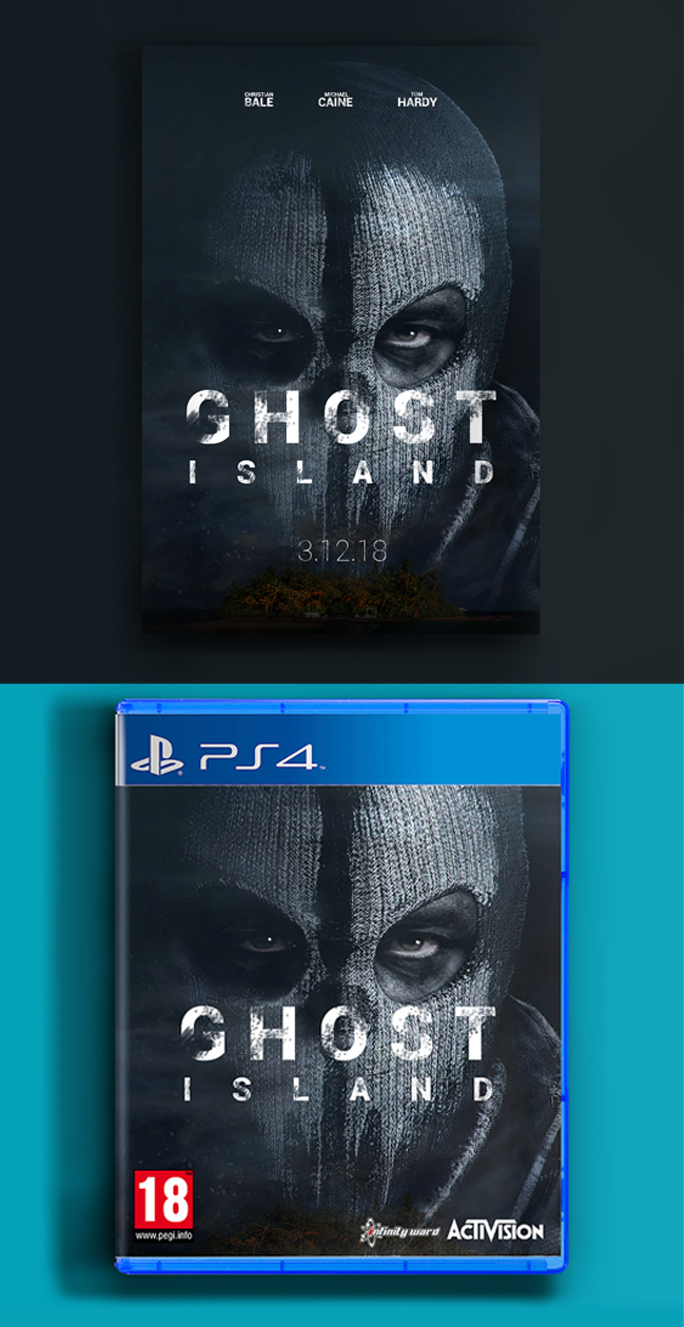 CHRISTIAN MICHAEL TOM
BALE CAINE HARDY
GHOST
ISLAND
3.12.18
PS4™
GHOST
ISLAND
18
www.pegi.info
infinity ward ACTIVISION